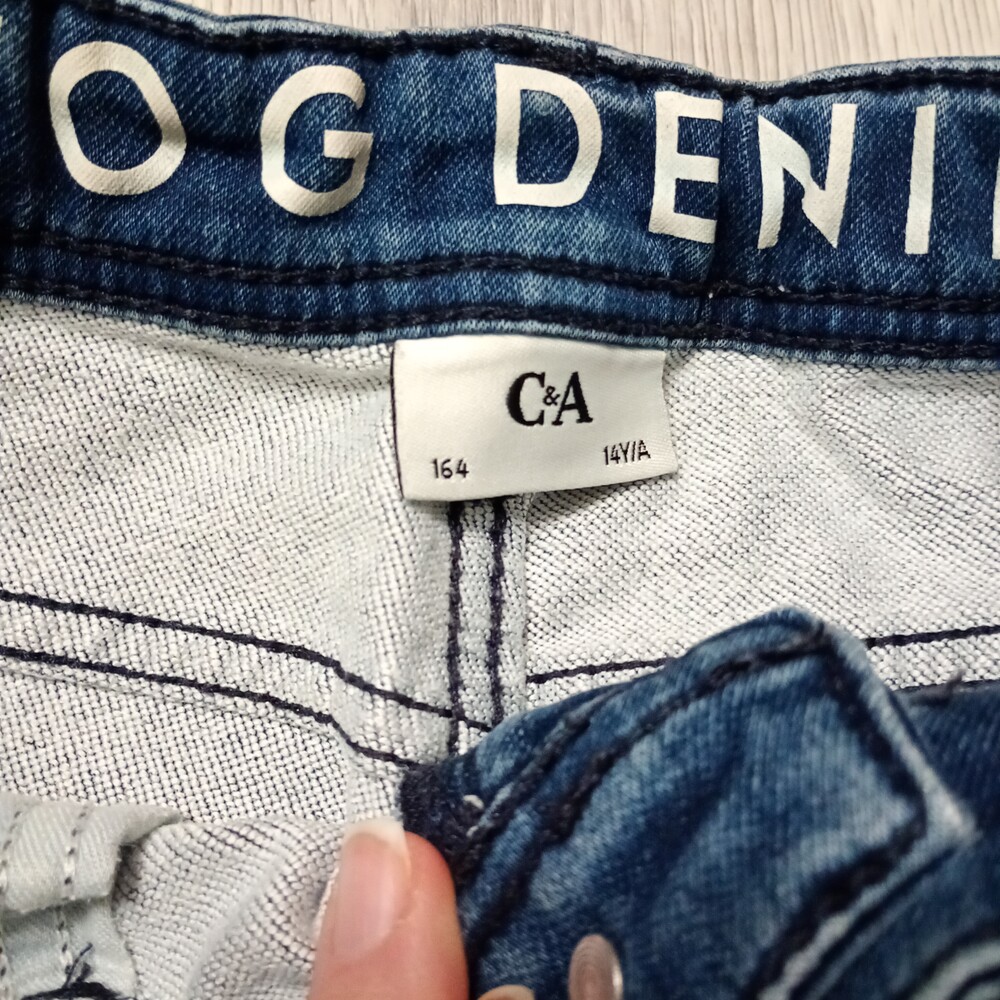 OG DENI
C&A
164 14Y/A